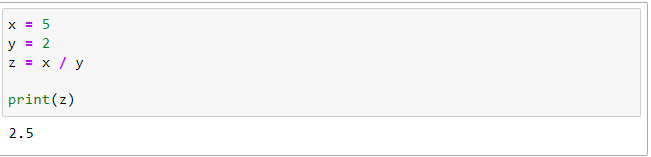 x = 5
y = 2
z = x / y
print(z)
2.5